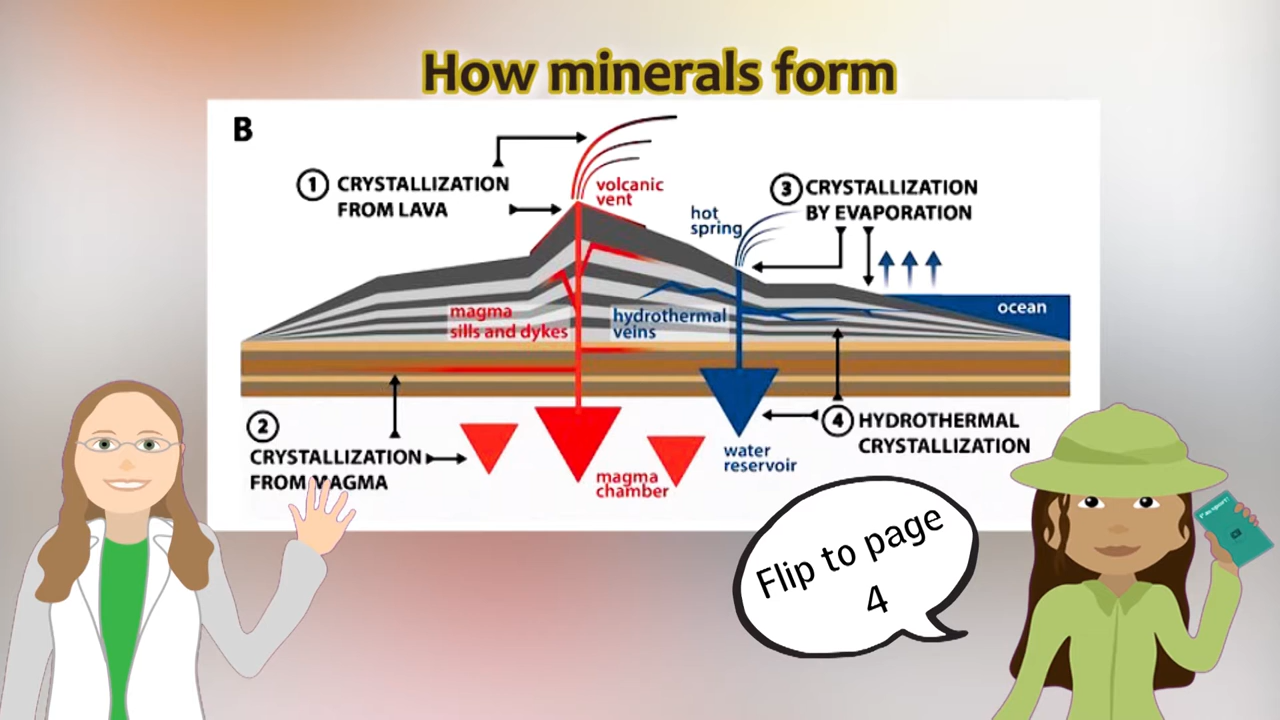 How minerals form
B
1 CRYSTALLIZATION
FROM LAVA
volcanic
vent
3 CRYSTALLIZATION
BY EVAPORATION
hot
spring
ocean
magma
sills and dykes
hydrothermal
veins
2
CRYSTALLIZATION
FROM MAGMA
magma
chamber
water
reservoir
4 HYDROTHERMAL
CRYSTALLIZATION
Flip to page
4
Passport